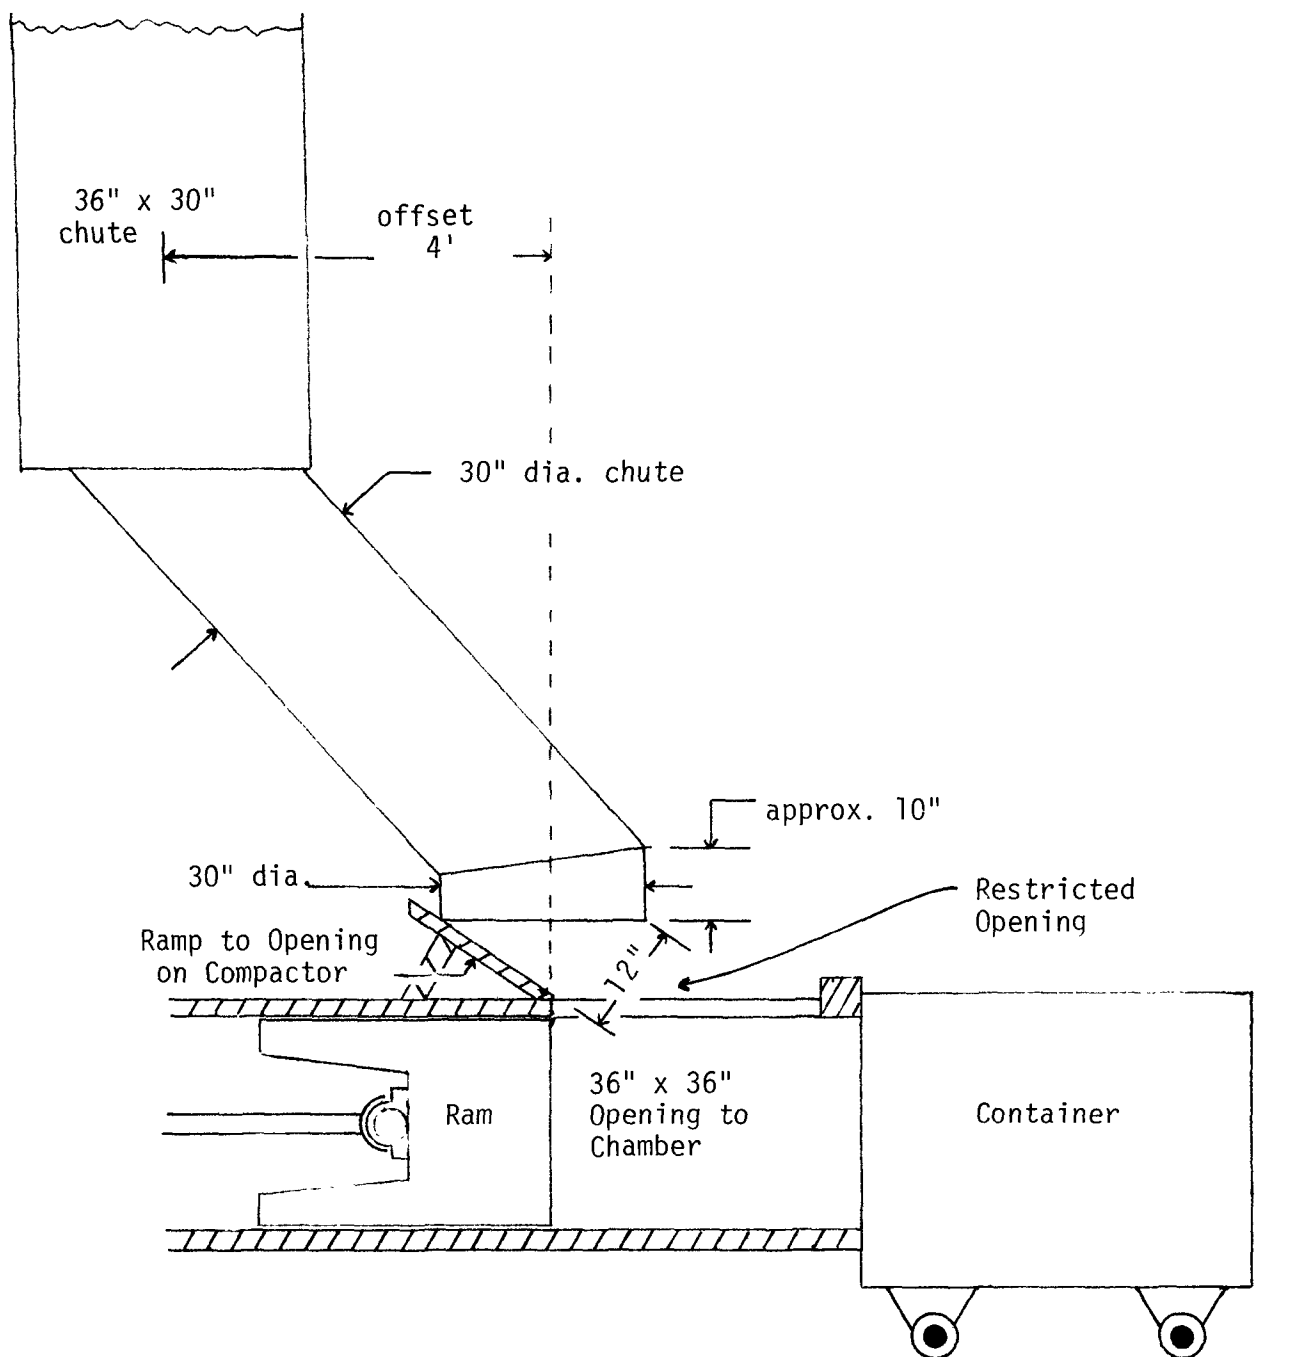 36" x 30"
chute
offset
4'
30" dia. chute
approx. 10"
30" dia.
Restricted
Opening
Ramp to Opening
on Compactor
12"
36" x 36"
Opening to
Chamber
Ram
Container